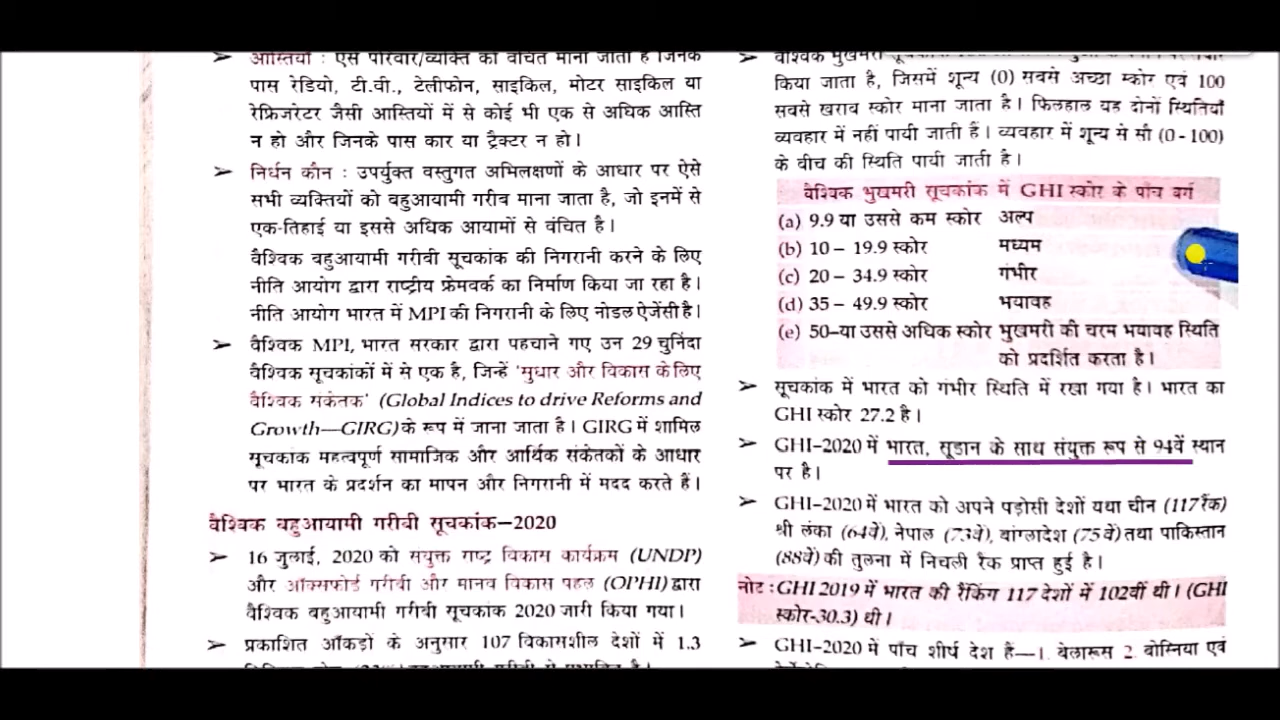 ➢ आस्तियाँ : ऐसे परिवार/व्यक्ति को वंचित माना जाता है जिनके
पास रेडियो, टी.वी., टेलीफोन, साइकिल, मोटर साइकिल या
रेफ्रिजरेटर जैसी आस्तियों में से कोई भी एक से अधिक आस्ति
न हो और जिनके पास कार या ट्रैक्टर न हो।
➢ निर्धन कौन : उपर्युक्त वस्तुगत अभिलक्षणों के आधार पर ऐसे
सभी व्यक्तियों को बहुआयामी गरीब माना जाता है, जो इनमें से
एक-तिहाई या इससे अधिक आयामों से वंचित है।
वैश्विक बहुआयामी गरीबी सूचकांक की निगरानी करने के लिए
नीति आयोग द्वारा राष्ट्रीय फ्रेमवर्क का निर्माण किया जा रहा है।
नीति आयोग भारत में MPI की निगरानी के लिए नोडल ऐजेंसी है।
➢ वैश्विक MPI, भारत सरकार द्वारा पहचाने गए उन 29 चुनिंदा
वैश्विक सूचकांकों में से एक है, जिन्हें 'सुधार और विकास के लिए
वैश्विक संकेतक' (Global Indices to drive Reforms and
Growth—GIRG) के रूप में जाना जाता है। GIRG में शामिल
सूचकांक महत्वपूर्ण सामाजिक और आर्थिक संकेतकों के आधार
पर भारत के प्रदर्शन का मापन और निगरानी में मदद करते हैं।
वैश्विक बहुआयामी गरीबी सूचकांक–2020
➢ 16 जुलाई, 2020 को संयुक्त राष्ट्र विकास कार्यक्रम (UNDP)
और ऑक्सफोर्ड गरीबी और मानव विकास पहल (OPHI) द्वारा
वैश्विक बहुआयामी गरीबी सूचकांक 2020 जारी किया गया।
➢ प्रकाशित आँकड़ों के अनुसार 107 विकासशील देशों में 1.3
➢ वैश्विक भुखमरी
किया जाता है, जिसमें शून्य (0) सबसे अच्छा स्कोर एवं 100
सबसे खराब स्कोर माना जाता है। फिलहाल यह दोनों स्थितियाँ
व्यवहार में नहीं पायी जाती हैं। व्यवहार में शून्य से सौ (0 - 100)
के बीच की स्थिति पायी जाती है।
वैश्विक भुखमरी सूचकांक में GHI स्कोर के पाँच वर्ग
(a) 9.9 या उससे कम स्कोर अल्प
(b) 10 – 19.9 स्कोर मध्यम
(c) 20 – 34.9 स्कोर गंभीर
(d) 35 – 49.9 स्कोर भयावह
(e) 50–या उससे अधिक स्कोर भुखमरी की चरम भयावह स्थिति
को प्रदर्शित करता है।
➢ सूचकांक में भारत को गंभीर स्थिति में रखा गया है। भारत का
GHI स्कोर 27.2 है।
➢ GHI–2020 में भारत, सूडान के साथ संयुक्त रूप से 94वें स्थान
पर है।
➢ GHI–2020 में भारत को अपने पड़ोसी देशों यथा चीन (117 रैंक)
श्री लंका (64वें), नेपाल (73वें), बांग्लादेश (75वें) तथा पाकिस्तान
(88वें) की तुलना में निचली रैंक प्राप्त हुई है।
नोट : GHI 2019 में भारत की रैंकिंग 117 देशों में 102वीं थी। (GHI
स्कोर-30.3) थी।
➢ GHI–2020 में पाँच शीर्ष देश है—1. बेलारूस 2. बोस्निया एवं